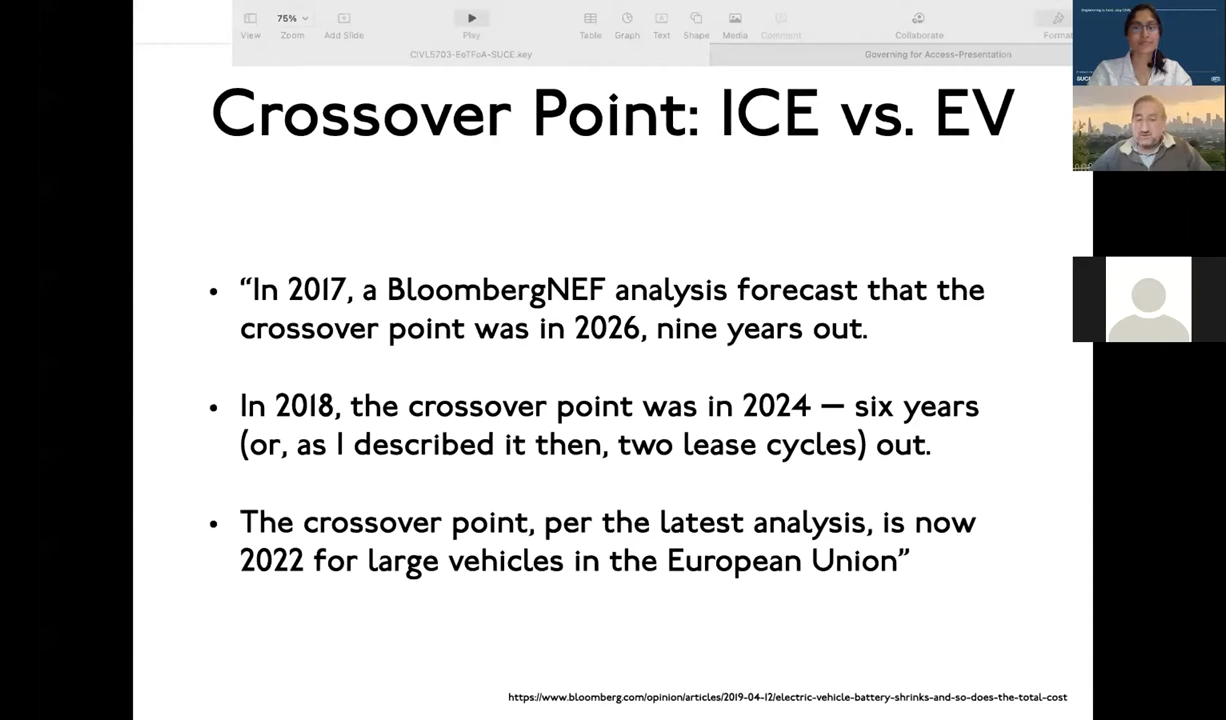 75%
View
Zoom
Add Slide
Play
Table
Graph
Text
Shape
Media
Comment
Collaborate
Format
CIVL5703-EoTFoA-SUCE.key
Governing for Access-Presentation
Crossover Point: ICE vs. EV
• “In 2017, a BloombergNEF analysis forecast that the
crossover point was in 2026, nine years out.
• In 2018, the crossover point was in 2024 — six years
(or, as I described it then, two lease cycles) out.
• The crossover point, per the latest analysis, is now
2022 for large vehicles in the European Union”
https://www.bloomberg.com/opinion/articles/2019-04-12/electric-vehicle-battery-shrinks-and-so-does-the-total-cost
SUCE